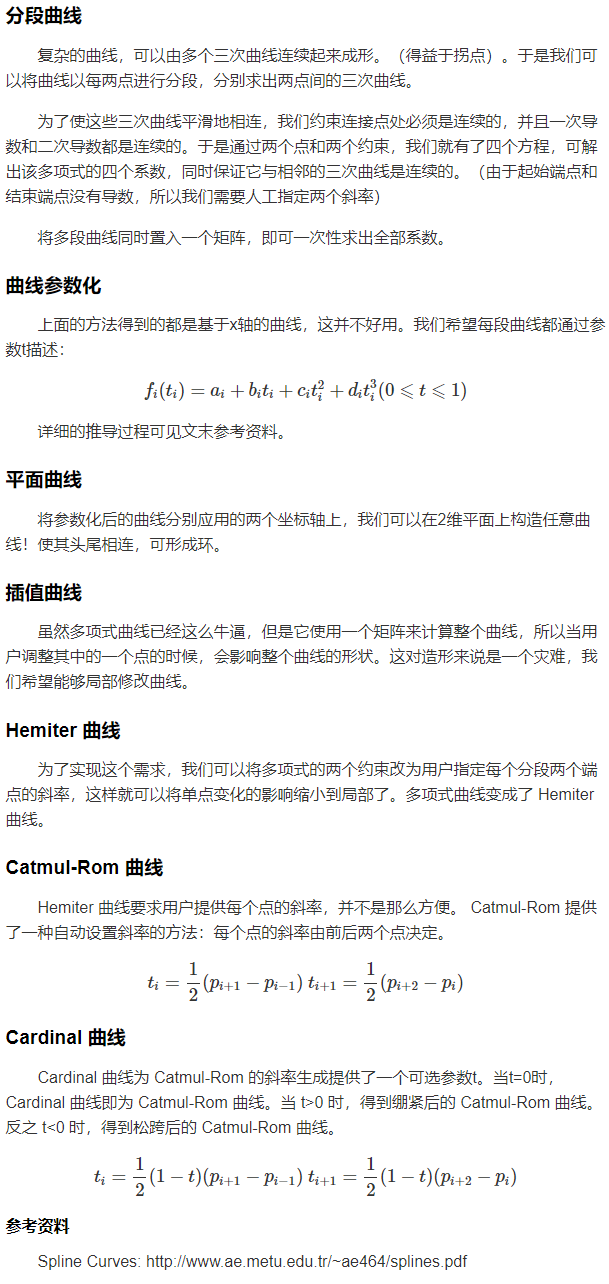 分段曲线
复杂的曲线，可以由多个三次曲线连续起来成形。（得益于拐点）。于是我们可
以将曲线以每两点进行分段，分别求出两点间的三次曲线。
为了使这些三次曲线平滑地相连，我们约束连接点处必须是连续的，并且一次导
数和二次导数都是连续的。于是通过两个点和两个约束，我们就有了四个方程，可解
出该多项式的四个系数，同时保证它与相邻的三次曲线是连续的。（由于起始端点和
结束端点没有导数，所以我们需要人工指定两个斜率）
将多段曲线同时置入一个矩阵，即可一次性求出全部系数。
曲线参数化
上面的方法得到的都是基于x轴的曲线，这并不好用。我们希望每段曲线都通过参
数t描述：
f_i(t_i) = a_i + b_i t_i + c_i t_i^2 + d_i t_i^3 (0 ⩽ t ⩽ 1)
详细的推导过程可见文末参考资料。
平面曲线
将参数化后的曲线分别应用的两个坐标轴上，我们可以在2维平面上构造任意曲
线！使其头尾相连，可形成环。
插值曲线
虽然多项式曲线已经这么牛逼，但是它使用一个矩阵来计算整个曲线，所以当用
户调整其中的一个点的时候，会影响整个曲线的形状。这对造形来说是一个灾难，我
们希望能够局部修改曲线。
Hemiter 曲线
为了实现这个需求，我们可以将多项式的两个约束改为用户指定每个分段两个端
点的斜率，这样就可以将单点变化的影响缩小到局部了。多项式曲线变成了 Hemiter
曲线。
Catmul-Rom 曲线
Hemiter 曲线要求用户提供每个点的斜率，并不是那么方便。 Catmul-Rom 提供
了一种自动设置斜率的方法：每个点的斜率由前后两个点决定。
t_i = 1/2 (p_{i+1} − p_{i−1}) t_{i+1} = 1/2 (p_{i+2} − p_i)
Cardinal 曲线
Cardinal 曲线为 Catmul-Rom 的斜率生成提供了一个可选参数t。当t=0时，
Cardinal 曲线即为 Catmul-Rom 曲线。当 t>0 时，得到绷紧后的 Catmul-Rom 曲线。
反之 t<0 时，得到松跨后的 Catmul-Rom 曲线。
t_i = 1/2 (1 − t)(p_{i+1} − p_{i−1}) t_{i+1} = 1/2 (1 − t)(p_{i+2} − p_i)
参考资料
Spline Curves: http://www.ae.metu.edu.tr/~ae464/splines.pdf